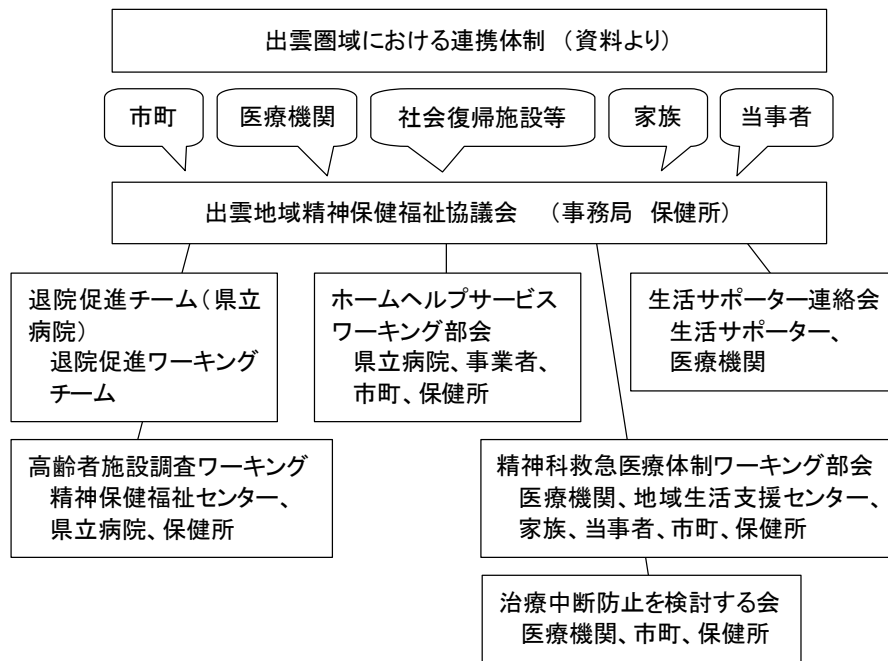 出雲圏域における連携体制　（資料より）
市町
医療機関
社会復帰施設等
家族
当事者
出雲地域精神保健福祉協議会　（事務局　保健所）
退院促進チーム（県立
病院）
退院促進ワーキング
チーム
ホームヘルプサービス
ワーキング部会
県立病院、事業者、
市町、保健所
生活サポーター連絡会
生活サポーター、
医療機関
高齢者施設調査ワーキング
精神保健福祉センター、
県立病院、保健所
精神科救急医療体制ワーキング部会
医療機関、地域生活支援センター、
家族、当事者、市町、保健所
治療中断防止を検討する会
医療機関、市町、保健所